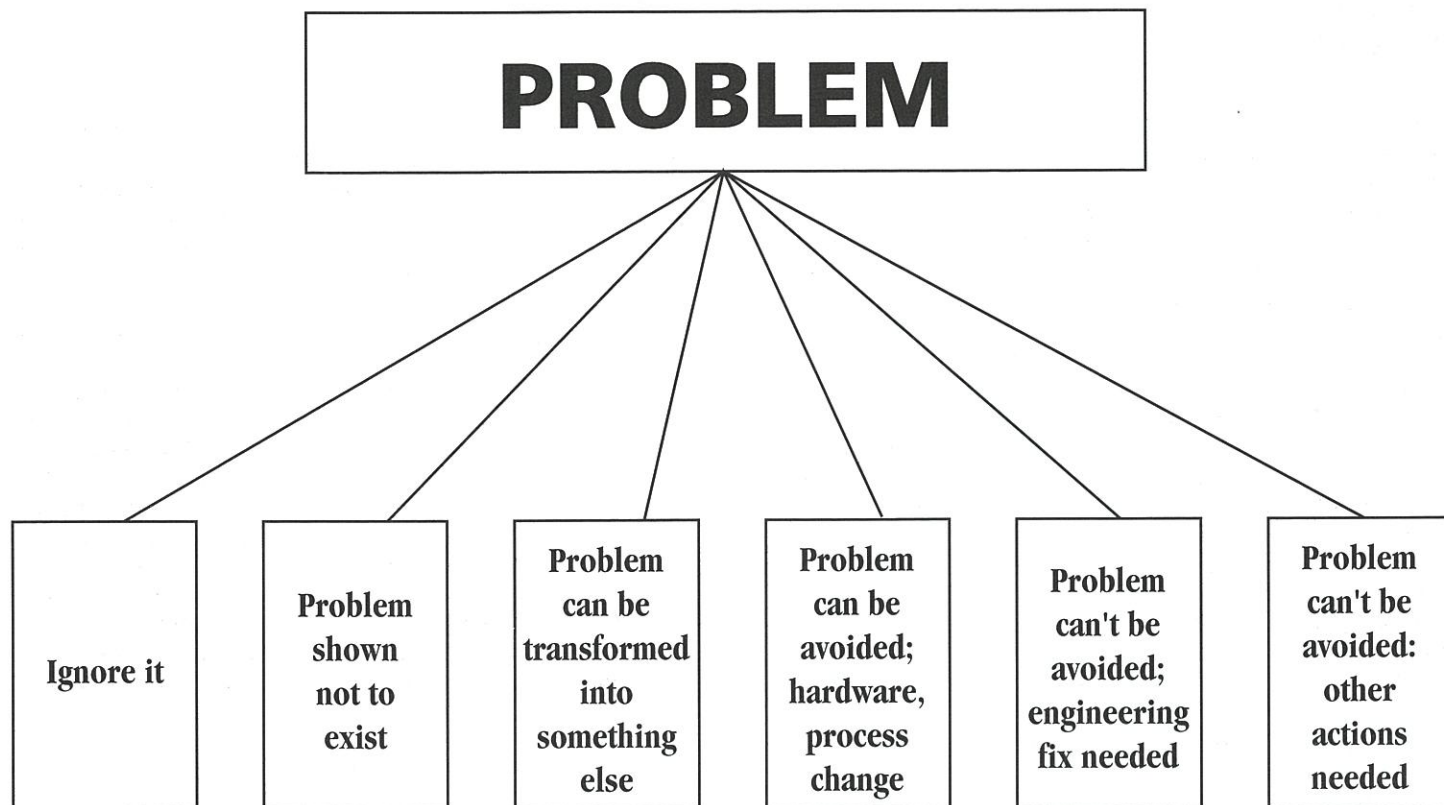 PROBLEM
Ignore it
Problem
shown
not to
exist
Problem
can be
transformed
into
something
else
Problem
can be
avoided;
hardware,
process
change
Problem
can't be
avoided;
engineering
fix needed
Problem
can't be
avoided:
other
actions
needed